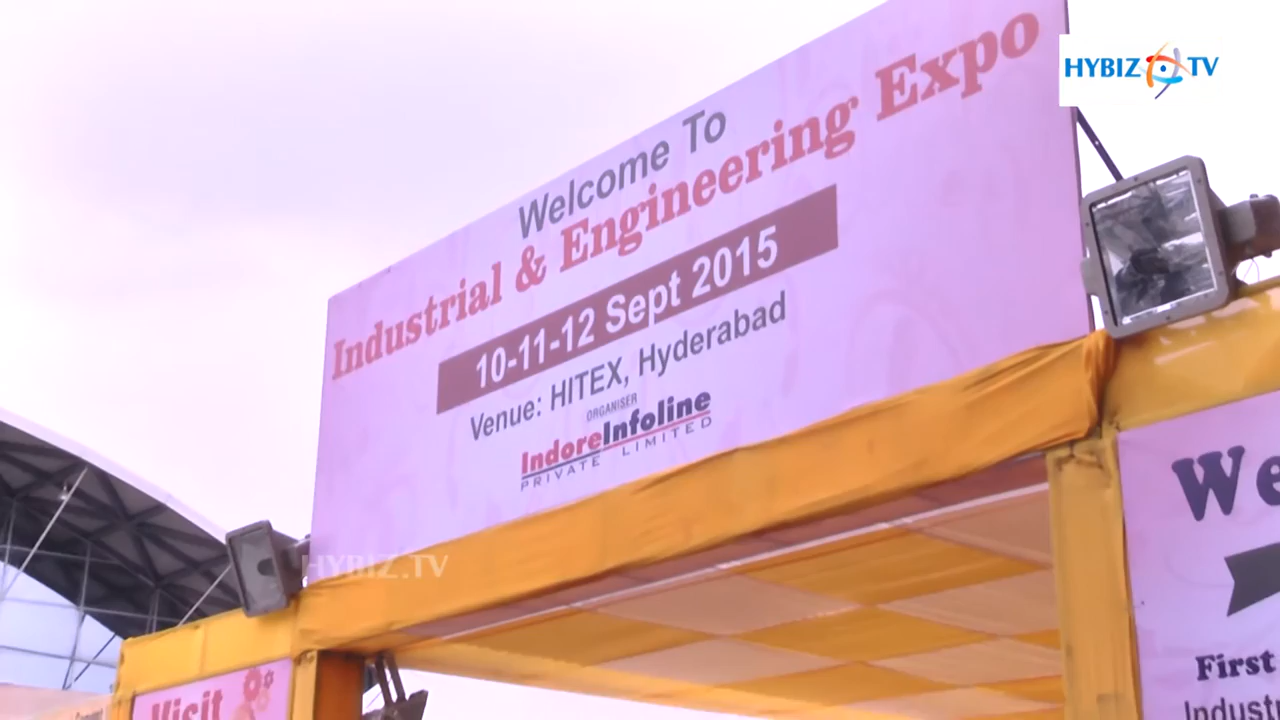 HYBIZ TV
Welcome To
Industrial & Engineering Expo
10-11-12 Sept 2015
Venue: HITEX, Hyderabad
ORGANISER
IndoreInfoline
PRIVATE LIMITED
HYBIZ.TV
We
First
Industr
Visit